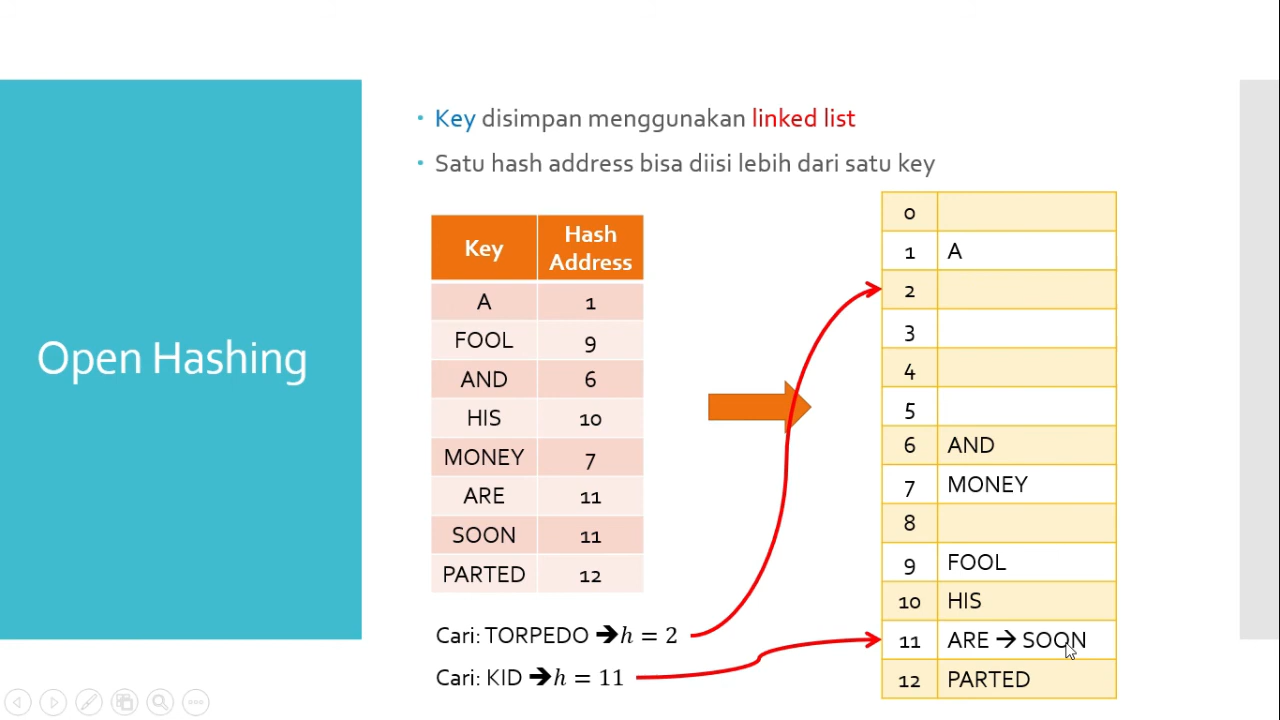 Open Hashing
• Key disimpan menggunakan linked list
• Satu hash address bisa diisi lebih dari satu key
Key Hash Address
A 1
FOOL 9
AND 6
HIS 10
MONEY 7
ARE 11
SOON 11
PARTED 12
Cari: TORPEDO ➔ h = 2
Cari: KID ➔ h = 11
0
1 A
2
3
4
5
6 AND
7 MONEY
8
9 FOOL
10 HIS
11 ARE → SOON
12 PARTED